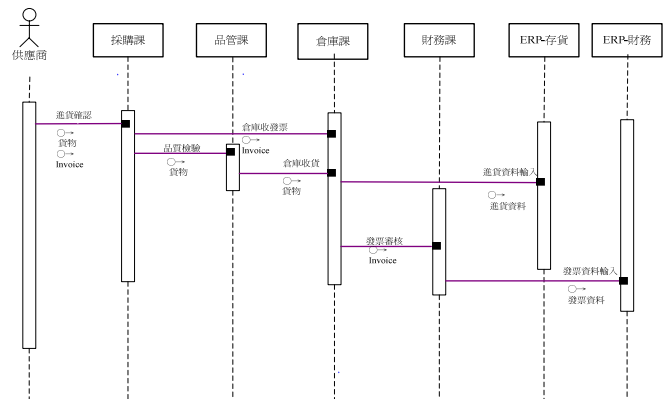 供應商
採購課
品管課
倉庫課
財務課
ERP-存貨
ERP-財務
進貨確認
貨物
Invoice
倉庫收發票
Invoice
品質檢驗
貨物
倉庫收貨
貨物
進貨資料輸入
進貨資料
發票審核
Invoice
發票資料輸入
發票資料